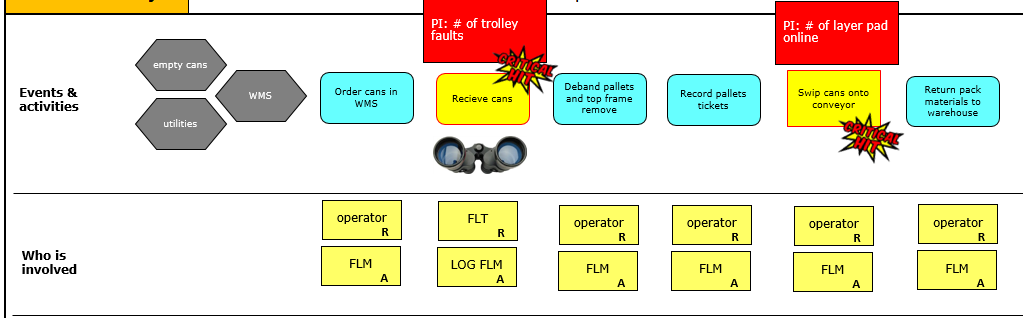 PI: # of trolley
faults
PI: # of layer pad
online
Events &
activities
empty cans
utilities
WMS
Order cans in
WMS
Recieve cans
CRITICAL
HIT
Deband pallets
and top frame
remove
Record pallets
tickets
Swip cans onto
conveyor
CRITICAL
HIT
Return pack
materials to
warehouse
Who is
involved
operator
R
FLT
R
operator
R
operator
R
operator
R
operator
R
FLM
A
LOG FLM
A
FLM
A
FLM
A
FLM
A
FLM
A